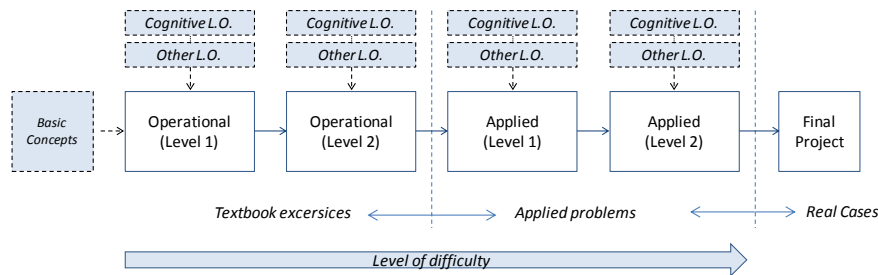 Cognitive L.O.
Cognitive L.O.
Cognitive L.O.
Cognitive L.O.
Other L.O.
Other L.O.
Other L.O.
Other L.O.
Basic
Concepts
Operational
(Level 1)
Operational
(Level 2)
Applied
(Level 1)
Applied
(Level 2)
Final
Project
Textbook excersices
Applied problems
Real Cases
Level of difficulty